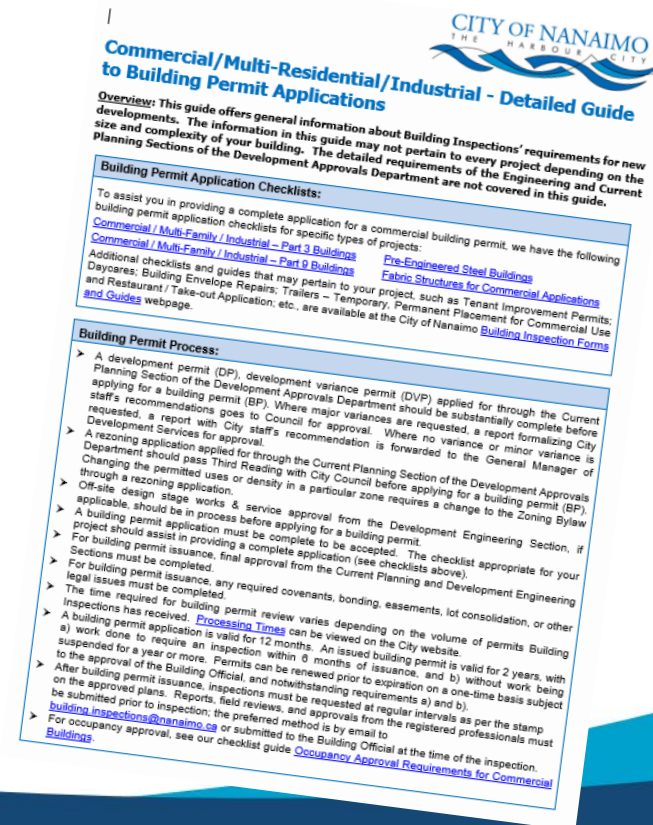 CITY OF NANAIMO
THE HARBOUR CITY
Commercial/Multi-Residential/Industrial - Detailed Guide
to Building Permit Applications
Overview: This guide offers general information about Building Inspections' requirements for new
developments. The information in this guide may not pertain to every project depending on the
size and complexity of your building. The detailed requirements of the Engineering and Current
Planning Sections of the Development Approvals Department are not covered in this guide.
Building Permit Application Checklists:
To assist you in providing a complete application for a commercial building permit, we have the following
building permit application checklists for specific types of projects:
Commercial / Multi-Family / Industrial – Part 3 Buildings Pre-Engineered Steel Buildings
Commercial / Multi-Family / Industrial – Part 9 Buildings Fabric Structures for Commercial Applications
Additional checklists and guides that may pertain to your project, such as Tenant Improvement Permits;
Daycares; Building Envelope Repairs; Trailers – Temporary, Permanent Placement for Commercial Use
and Restaurant / Take-out Application; etc., are available at the City of Nanaimo Building Inspection Forms
and Guides webpage.
Building Permit Process:
➤ A development permit (DP), development variance permit (DVP) applied for through the Current
Planning Section of the Development Approvals Department should be substantially complete before
applying for a building permit (BP). Where major variances are requested, a report formalizing City
staff's recommendations goes to Council for approval. Where no variance or minor variance is
requested, a report with City staff's recommendation is forwarded to the General Manager of
Development Services for approval.
➤ A rezoning application applied for through the Current Planning Section of the Development Approvals
Department should pass Third Reading with City Council before applying for a building permit (BP).
Changing the permitted uses or density in a particular zone requires a change to the Zoning Bylaw
through a rezoning application.
➤ Off-site design stage works & service approval from the Development Engineering Section, if
applicable, should be in process before applying for a building permit.
➤ A building permit application must be complete to be accepted. The checklist appropriate for your
project should assist in providing a complete application (see checklists above).
➤ For building permit issuance, final approval from the Current Planning and Development Engineering
Sections must be completed.
➤ For building permit issuance, any required covenants, bonding, easements, lot consolidation, or other
legal issues must be completed.
➤ The time required for building permit review varies depending on the volume of permits Building
Inspections has received. Processing Times can be viewed on the City website.
➤ A building permit application is valid for 12 months. An issued building permit is valid for 2 years, with
a) work done to require an inspection within 6 months of issuance, and b) without work being
suspended for a year or more. Permits can be renewed prior to expiration on a one-time basis subject
to the approval of the Building Official, and notwithstanding requirements a) and b).
➤ After building permit issuance, inspections must be requested at regular intervals as per the stamp
on the approved plans. Reports, field reviews, and approvals from the registered professionals must
be submitted prior to inspection; the preferred method is by email to
building.inspections@nanaimo.ca or submitted to the Building Official at the time of the inspection.
➤ For occupancy approval, see our checklist guide Occupancy Approval Requirements for Commercial
Buildings.